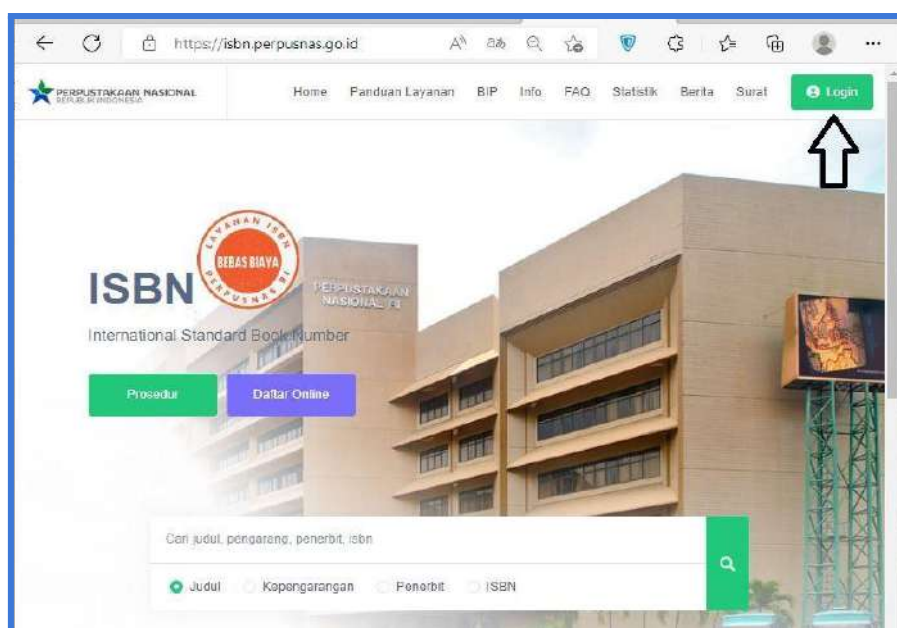 https://isbn.perpusnas.go.id
PERPUSTAKAAN NASIONAL
REPUBLIK INDONESIA
Home Panduan Layanan BIP Info FAQ Statistik Berita Surat Login
LAYANAN ISBN
BEBAS BIAYA
PERPUSNAS RI
PERPUSTAKAAN
NASIONAL RI
ISBN
International Standard Book Number
Prosedur Daftar Online
Cari judul, pengarang, penerbit, isbn
Judul Kepengarangan Penerbit ISBN